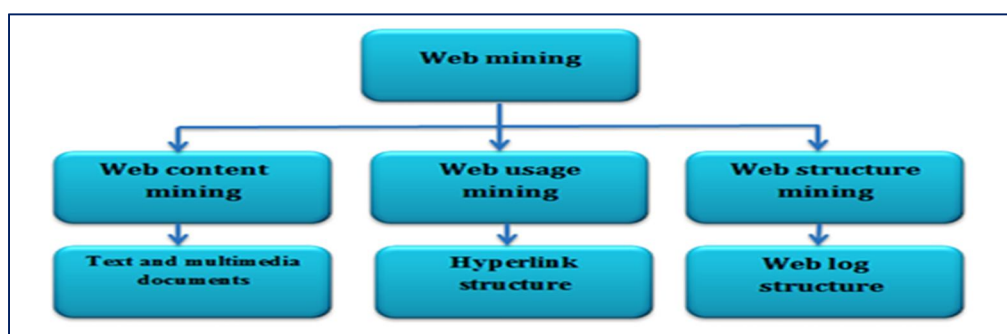 Web mining
Web content
mining
Web usage
mining
Web structure
mining
Text and multimedia
documents
Hyperlink
structure
Web log
structure